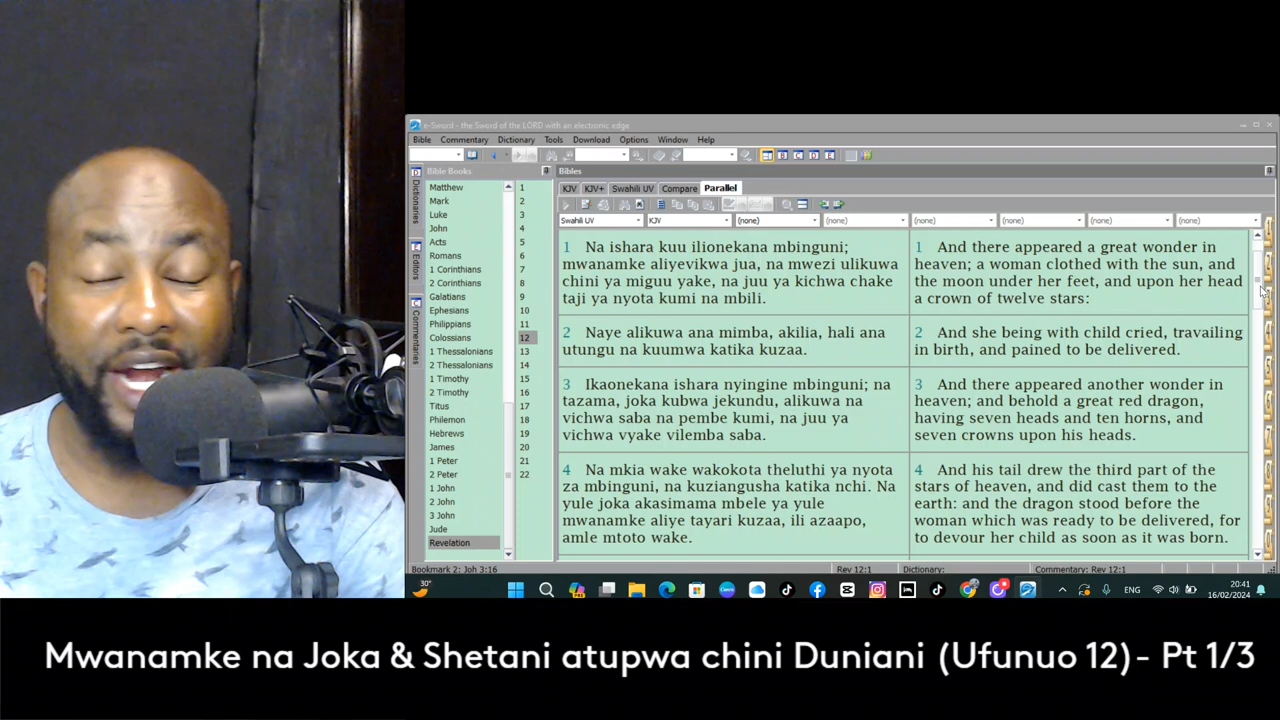 e-Sword - the Sword of the LORD with an electronic edge
Bible Commentary Dictionary Tools Download Options Window Help
Bible Books
Bibles
KJV KJV+ Swahili UV Compare Parallel
Swahili UV KJV (none) (none) (none) (none) (none) (none)
Dictionaries
Editors
Commentaries
Matthew
Mark
Luke
John
Acts
Romans
1 Corinthians
2 Corinthians
Galatians
Ephesians
Philippians
Colossians
1 Thessalonians
2 Thessalonians
1 Timothy
2 Timothy
Titus
Philemon
Hebrews
James
1 Peter
2 Peter
1 John
2 John
3 John
Jude
Revelation
1
2
3
4
5
6
7
8
9
10
11
12
13
14
15
16
17
18
19
20
21
22
1 Na ishara kuu ilionekana mbinguni;
mwanamke aliyevikwa jua, na mwezi ulikuwa
chini ya miguu yake, na juu ya kichwa chake
taji ya nyota kumi na mbili.
2 Naye alikuwa ana mimba, akilia, hali ana
utungu na kuumwa katika kuzaa.
3 Ikaonekana ishara nyingine mbinguni; na
tazama, joka kubwa jekundu, alikuwa na
vichwa saba na pembe kumi, na juu ya
vichwa vyake vilemba saba.
4 Na mkia wake wakokota theluthi ya nyota
za mbinguni, na kuziangusha katika nchi. Na
yule joka akasimama mbele ya yule
mwanamke aliye tayari kuzaa, ili azaapo,
amle mtoto wake.
1 And there appeared a great wonder in
heaven; a woman clothed with the sun, and
the moon under her feet, and upon her head
a crown of twelve stars:
2 And she being with child cried, travailing
in birth, and pained to be delivered.
3 And there appeared another wonder in
heaven; and behold a great red dragon,
having seven heads and ten horns, and
seven crowns upon his heads.
4 And his tail drew the third part of the
stars of heaven, and did cast them to the
earth: and the dragon stood before the
woman which was ready to be delivered, for
to devour her child as soon as it was born.
Bookmark 2: Joh 3:16 Rev 12:1 Dictionary: Commentary: Rev 12:1
30° ENG 20:41
16/02/2024
Mwanamke na Joka & Shetani atupwa chini Duniani (Ufunuo 12) - Pt 1/3